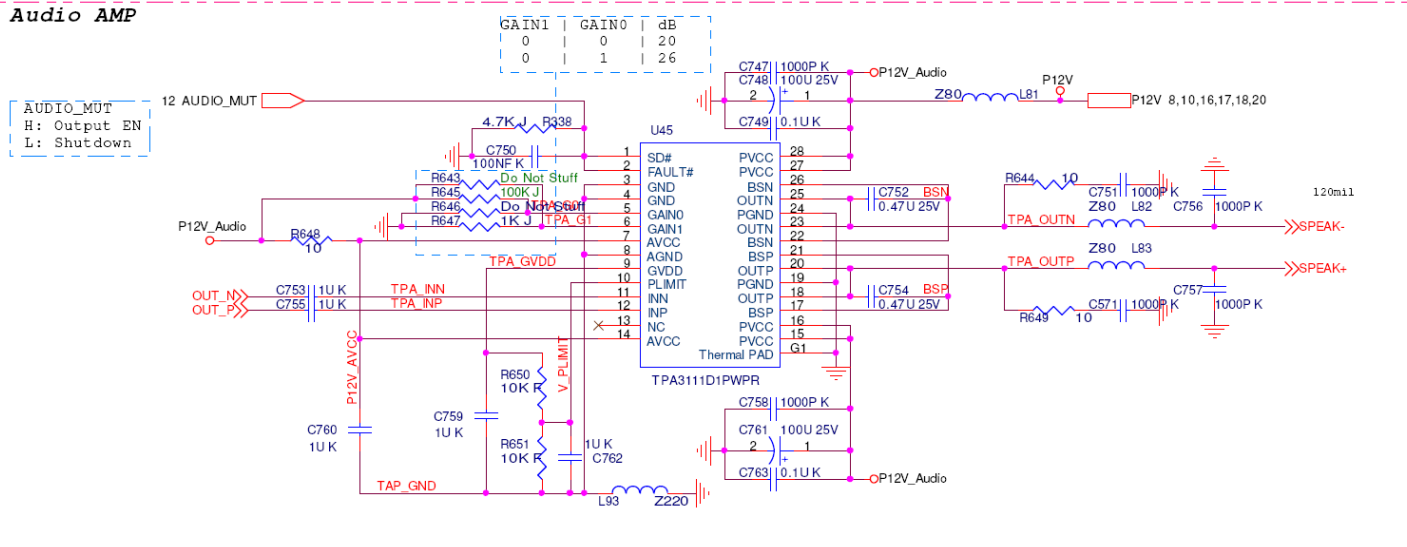 Audio AMP
GAIN1 | GAIN0 | dB
0 | 0 | 20
0 | 1 | 26
AUDIO_MUT
H: Output EN
L: Shutdown
12 AUDIO_MUT
4.7K J R338
C750
100NF K
R643 Do Not Stuff
R645 100K J
R646 Do Not Stuff
R647 1K J TPA_G1
P12V_Audio
R648
10
TPA_GVDD
OUT_N C753 1U K TPA_INN
OUT_P C755 1U K TPA_INP
P12V_AVCC
V_PLIMIT
C760
1U K
C759
1U K
R650
10K F
R651
10K F
1U K
C762
TAP_GND
L93 Z220
U45
1 SD# PVCC 28
2 FAULT# PVCC 27
3 GND BSN 26
4 GND OUTN 25
5 GAIN0 PGND 24
6 GAIN1 OUTN 23
7 AVCC BSN 22
8 AGND BSP 21
9 GVDD OUTP 20
10 PLIMIT PGND 19
11 INN OUTP 18
12 INP BSP 17
13 NC PVCC 16
14 AVCC PVCC 15
Thermal PAD G1
TPA3111D1PWPR
C747 1000P K
C748 100U 25V
2 + 1
C749 0.1U K
P12V_Audio
Z80 L81
P12V
P12V 8,10,16,17,18,20
C752 BSN
0.47U 25V
R644 10
C751 1000P K
TPA_OUTN Z80 L82
C756
1000P K
120mil
SPEAK-
TPA_OUTP Z80 L83
SPEAK+
C754 BSP
0.47U 25V
R649 10
C571 1000P K
C757
1000P K
C758 1000P K
C761 100U 25V
2 + 1
C763 0.1U K
P12V_Audio